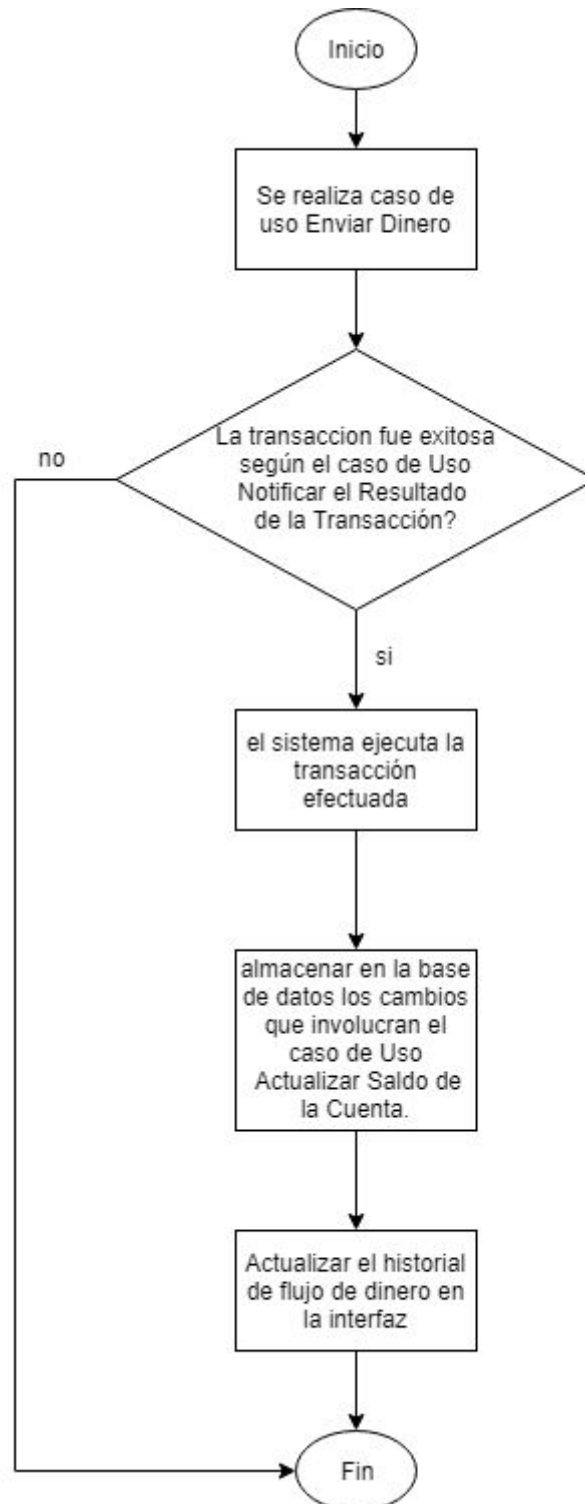 Inicio
Se realiza caso de
uso Enviar Dinero
La transaccion fue exitosa
según el caso de Uso
Notificar el Resultado
de la Transacción?
no
si
el sistema ejecuta la
transacción
efectuada
almacenar en la base
de datos los cambios
que involucran el
caso de Uso
Actualizar Saldo de
la Cuenta.
Actualizar el historial
de flujo de dinero en
la interfaz
Fin